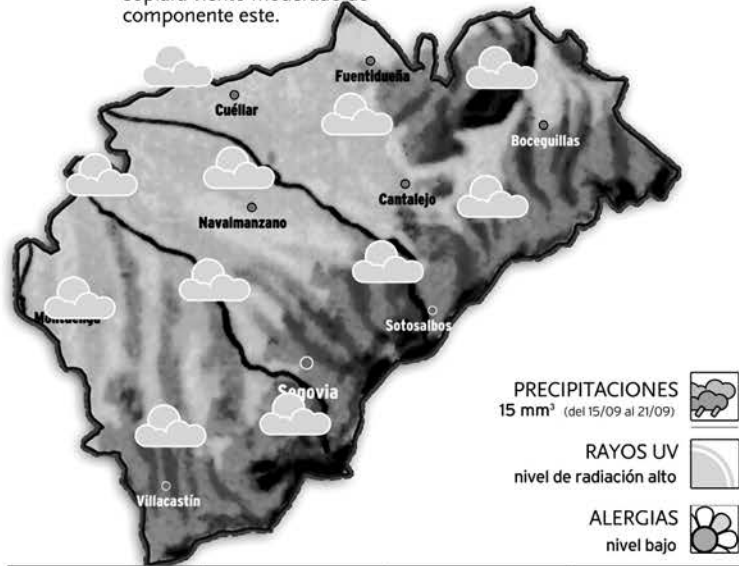 componente este.
Fuentidueña
Cuéllar
Boceguillas
Cantalejo
Navalmanzano
Sotosalbos
Segovia
Villacastín
PRECIPITACIONES
15 mm³ (del 15/09 al 21/09)
RAYOS UV
nivel de radiación alto
ALERGIAS
nivel bajo